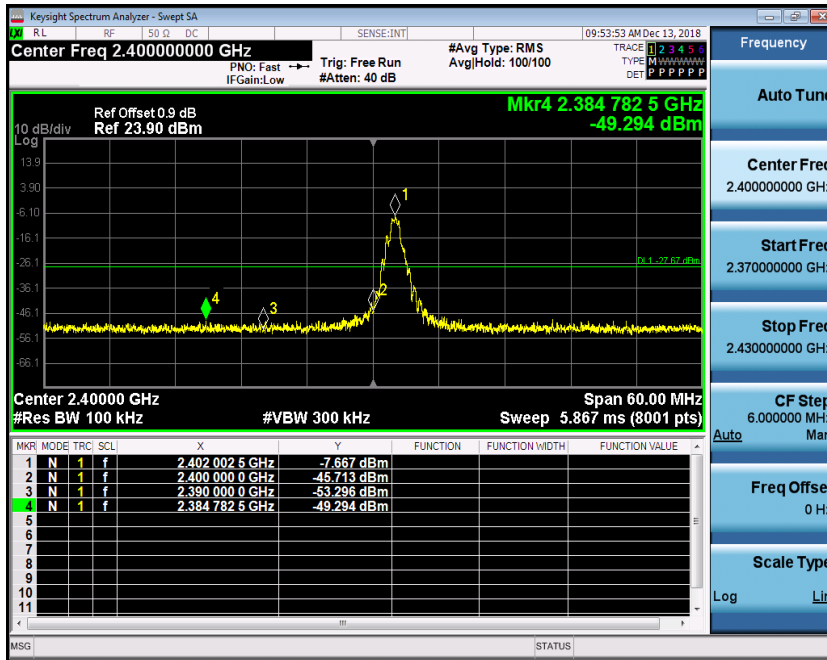 Keysight Spectrum Analyzer - Swept SA
LXI RL RF 50 Ω DC SENSE:INT 09:53:53 AM Dec 13, 2018
Center Freq 2.400000000 GHz #Avg Type: RMS TRACE 1 2 3 4 5 6
PNO: Fast Trig: Free Run Avg|Hold: 100/100 TYPE M WWWWW
IFGain:Low #Atten: 40 dB DET P P P P P P
Ref Offset 0.9 dB Mkr4 2.384 782 5 GHz
10 dB/div Ref 23.90 dBm -49.294 dBm
Log
13.9
3.90
-6.10
-16.1
-26.1
-36.1
-46.1
-56.1
-66.1
1
2
3
4
DL1 -27.67 dBm
Center 2.40000 GHz Span 60.00 MHz
#Res BW 100 kHz #VBW 300 kHz Sweep 5.867 ms (8001 pts)
MKR MODE TRC SCL X Y FUNCTION FUNCTION WIDTH FUNCTION VALUE
1 N 1 f 2.402 002 5 GHz -7.667 dBm
2 N 1 f 2.400 000 0 GHz -45.713 dBm
3 N 1 f 2.390 000 0 GHz -53.296 dBm
4 N 1 f 2.384 782 5 GHz -49.294 dBm
5
6
7
8
9
10
11
MSG STATUS
Frequency
Auto Tune
Center Freq
2.400000000 GHz
Start Freq
2.370000000 GHz
Stop Freq
2.430000000 GHz
CF Step
6.000000 MHz
Auto Man
Freq Offset
0 Hz
Scale Type
Log Lin